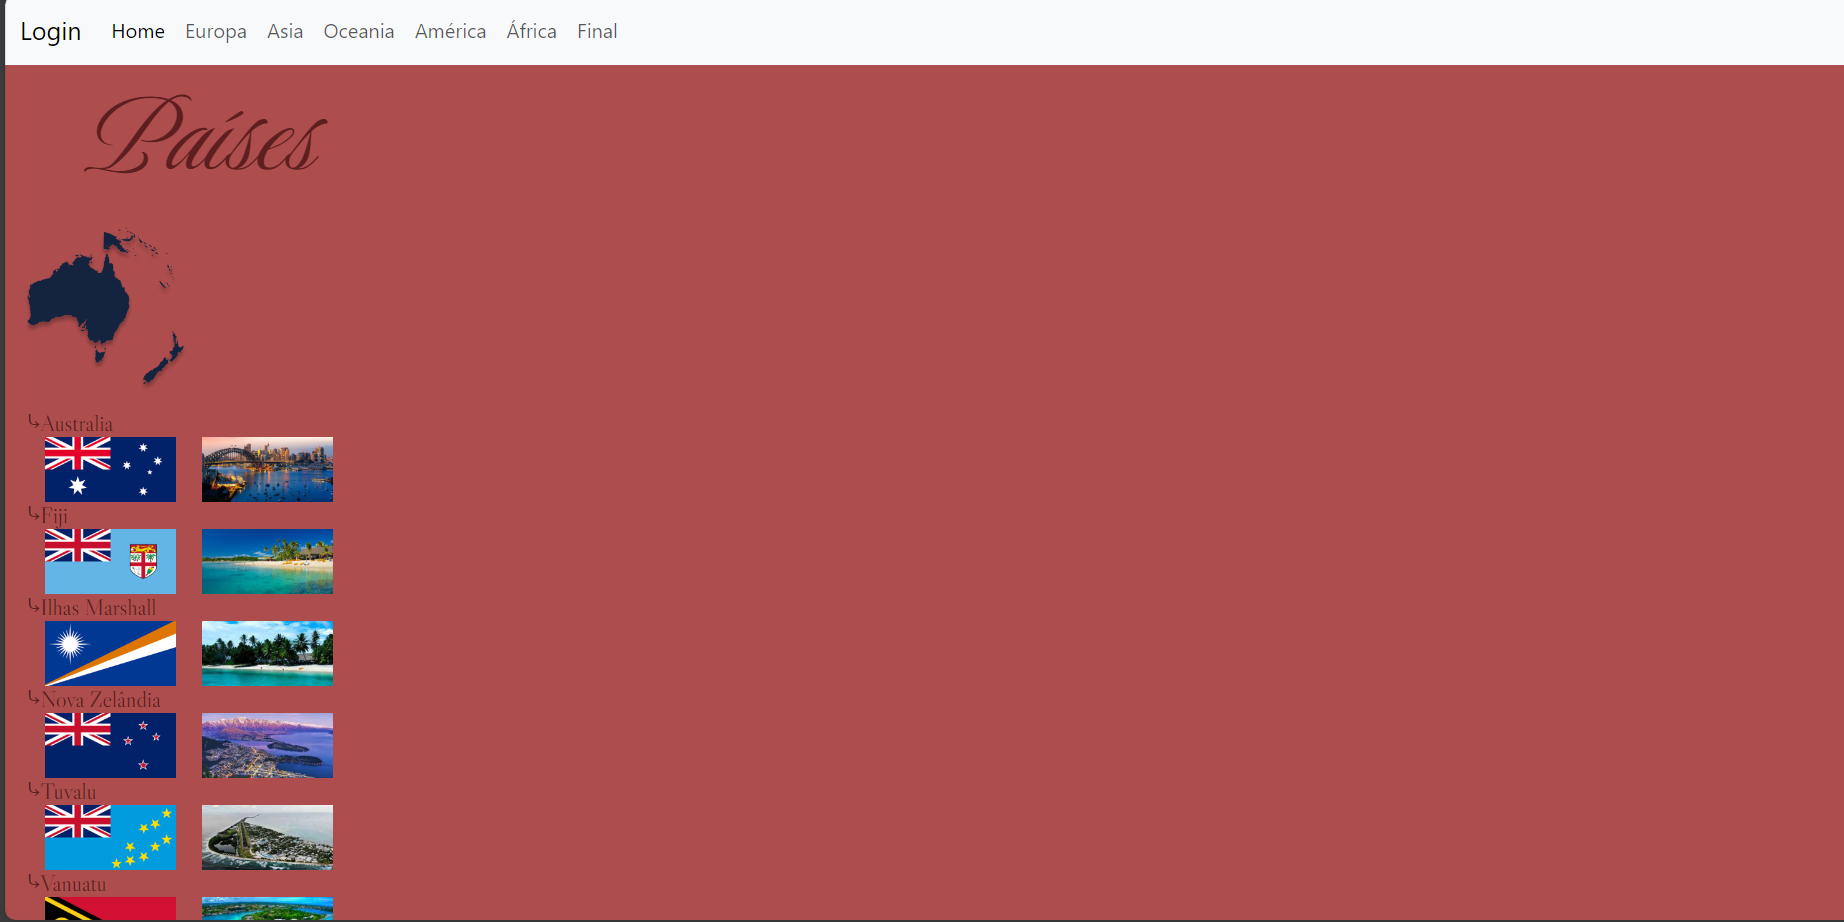 Login Home Europa Asia Oceania América África Final
Países
Australia
Fiji
Ilhas Marshall
Nova Zelândia
Tuvalu
Vanuatu